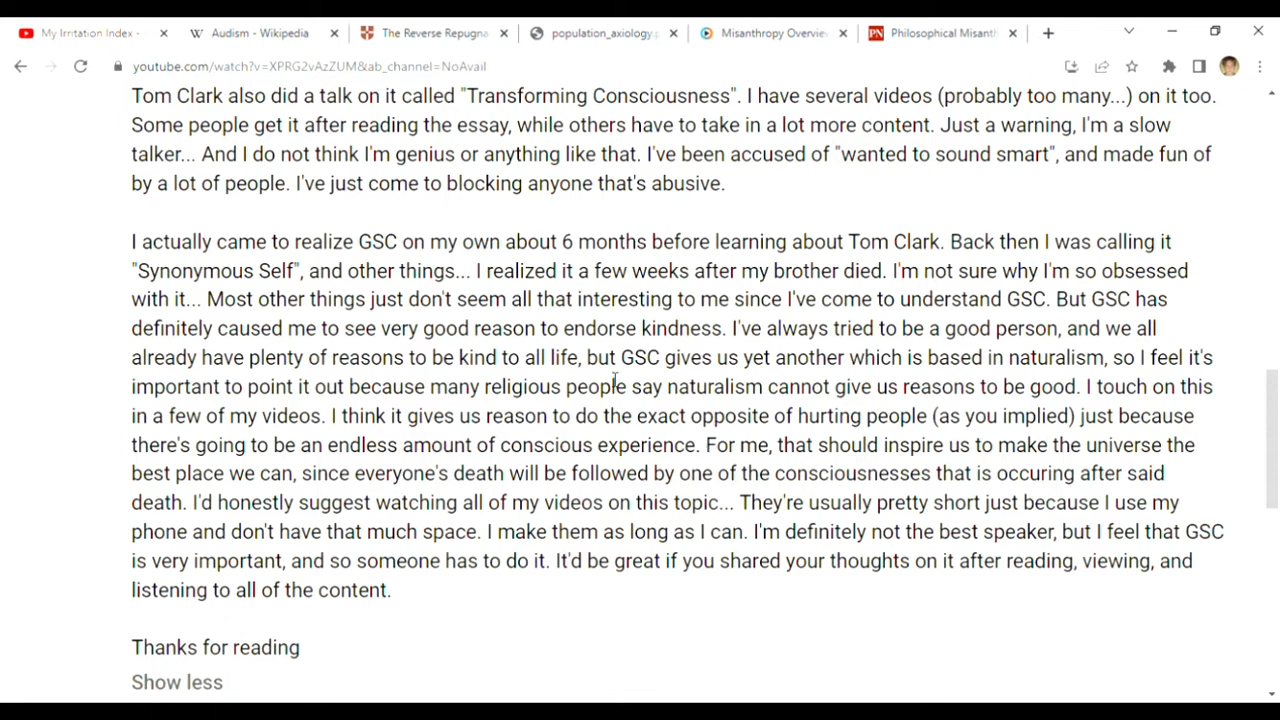 My Irritation Index -
Audism - Wikipedia
The Reverse Repugna
population_axiology.p
Misanthropy Overvie
Philosophical Misant
youtube.com/watch?v=XPRG2vAzZUM&ab_channel=NoAvail
Tom Clark also did a talk on it called "Transforming Consciousness". I have several videos (probably too many...) on it too.
Some people get it after reading the essay, while others have to take in a lot more content. Just a warning, I'm a slow
talker... And I do not think I'm genius or anything like that. I've been accused of "wanted to sound smart", and made fun of
by a lot of people. I've just come to blocking anyone that's abusive.
I actually came to realize GSC on my own about 6 months before learning about Tom Clark. Back then I was calling it
"Synonymous Self", and other things... I realized it a few weeks after my brother died. I'm not sure why I'm so obsessed
with it... Most other things just don't seem all that interesting to me since I've come to understand GSC. But GSC has
definitely caused me to see very good reason to endorse kindness. I've always tried to be a good person, and we all
already have plenty of reasons to be kind to all life, but GSC gives us yet another which is based in naturalism, so I feel it's
important to point it out because many religious people say naturalism cannot give us reasons to be good. I touch on this
in a few of my videos. I think it gives us reason to do the exact opposite of hurting people (as you implied) just because
there's going to be an endless amount of conscious experience. For me, that should inspire us to make the universe the
best place we can, since everyone's death will be followed by one of the consciousnesses that is occuring after said
death. I'd honestly suggest watching all of my videos on this topic... They're usually pretty short just because I use my
phone and don't have that much space. I make them as long as I can. I'm definitely not the best speaker, but I feel that GSC
is very important, and so someone has to do it. It'd be great if you shared your thoughts on it after reading, viewing, and
listening to all of the content.
Thanks for reading
Show less